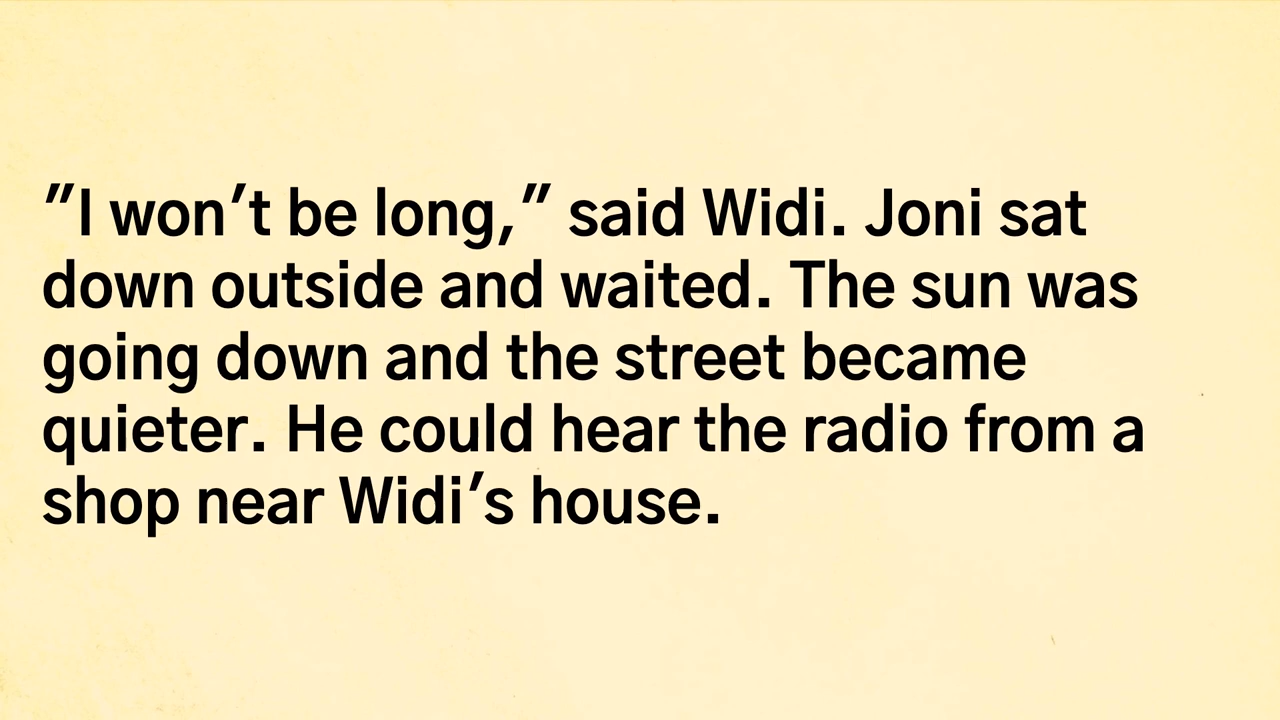 "I won't be long," said Widi. Joni sat
down outside and waited. The sun was
going down and the street became
quieter. He could hear the radio from a
shop near Widi's house.